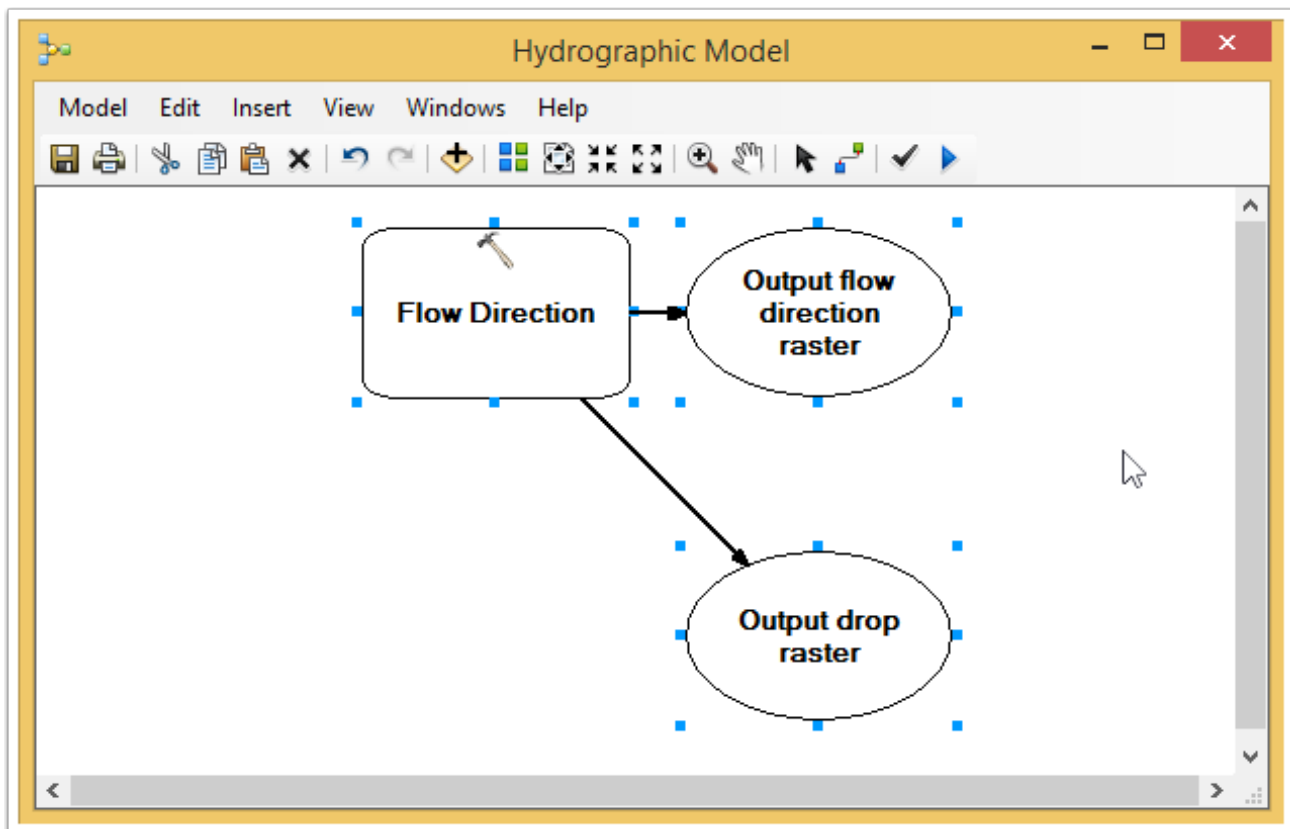 Hydrographic Model
Model Edit Insert View Windows Help
Flow Direction
Output flow
direction
raster
Output drop
raster